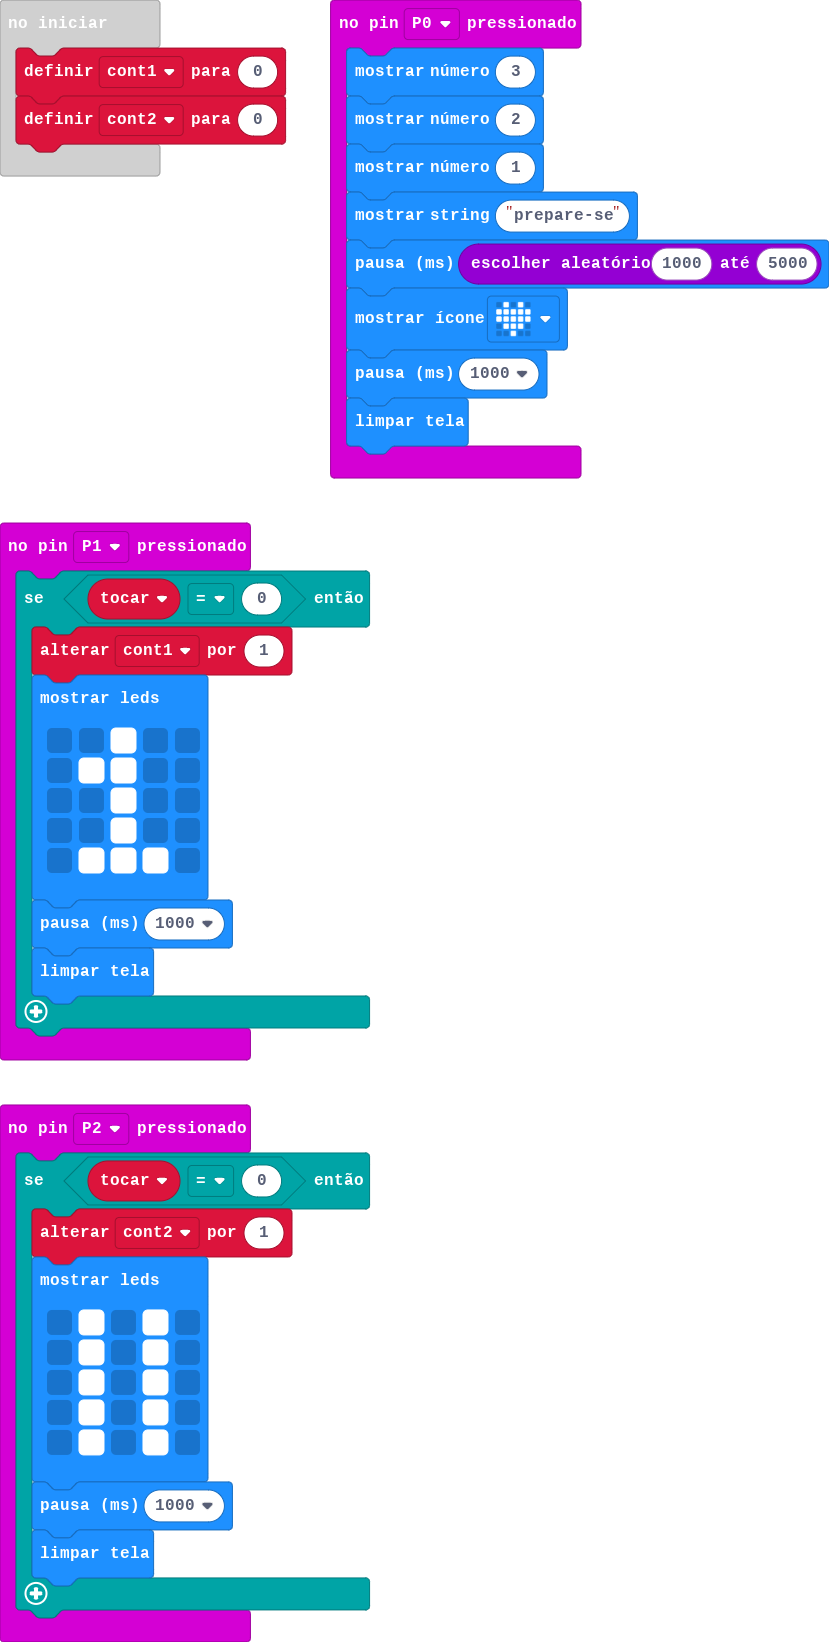 no iniciar
definir cont1 para 0
definir cont2 para 0
no pin P0 pressionado
mostrar número 3
mostrar número 2
mostrar número 1
mostrar string "prepare-se"
pausa (ms) escolher aleatório 1000 até 5000
mostrar ícone
pausa (ms) 1000
limpar tela
no pin P1 pressionado
se tocar = 0 então
alterar cont1 por 1
mostrar leds
pausa (ms) 1000
limpar tela
no pin P2 pressionado
se tocar = 0 então
alterar cont2 por 1
mostrar leds
pausa (ms) 1000
limpar tela